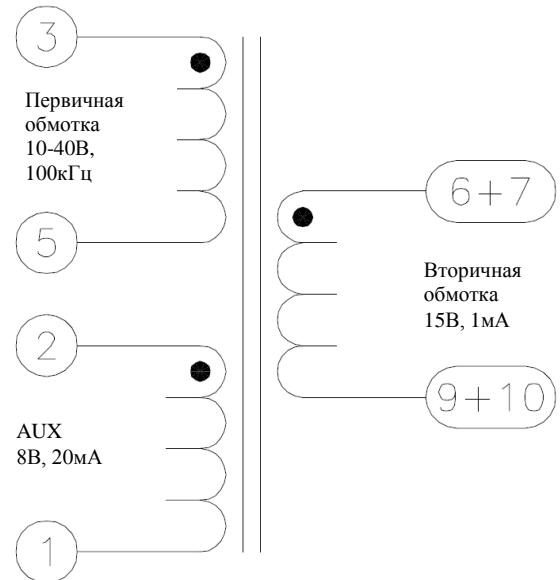 3
Первичная
обмотка
10-40В,
100кГц
5
6+7
Вторичная
обмотка
15В, 1мА
9+10
2
AUX
8В, 20мА
1